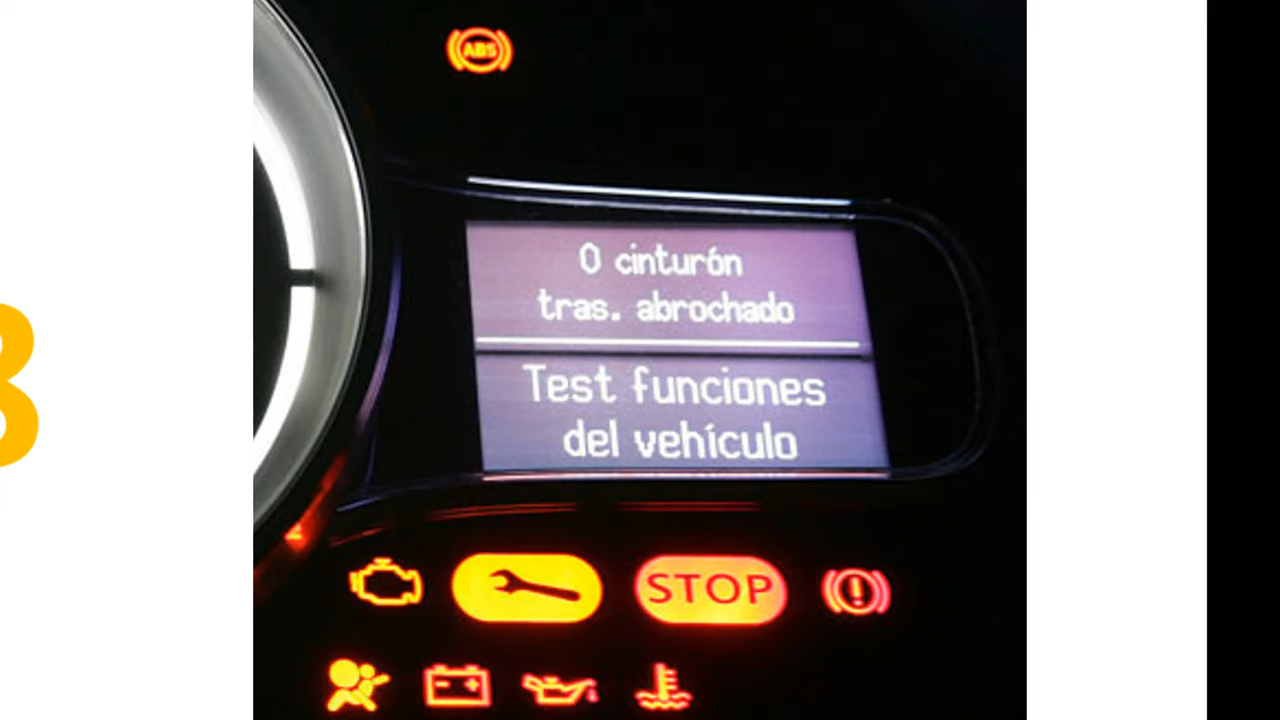 ABS
0 cinturón
tras. abrochado
Test funciones
del vehículo
STOP